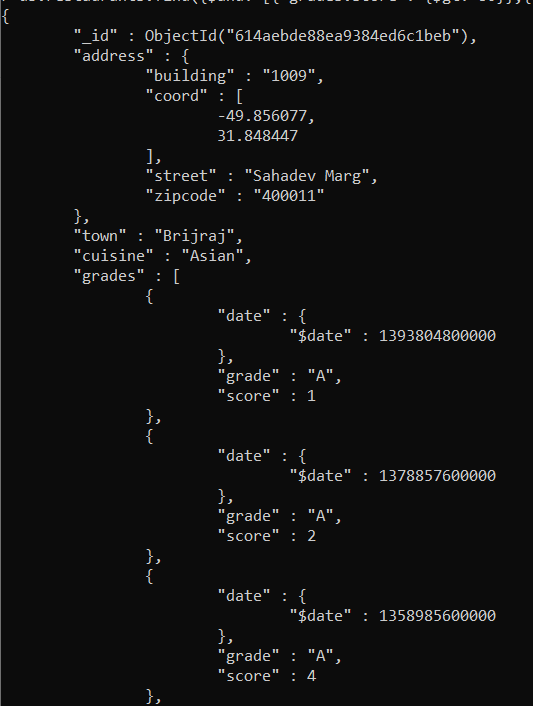 {
"_id" : ObjectId("614aebde88ea9384ed6c1beb"),
"address" : {
"building" : "1009",
"coord" : [
-49.856077,
31.848447
],
"street" : "Sahadev Marg",
"zipcode" : "400011"
},
"town" : "Brijraj",
"cuisine" : "Asian",
"grades" : [
{
"date" : {
"$date" : 1393804800000
},
"grade" : "A",
"score" : 1
},
{
"date" : {
"$date" : 1378857600000
},
"grade" : "A",
"score" : 2
},
{
"date" : {
"$date" : 1358985600000
},
"grade" : "A",
"score" : 4
},